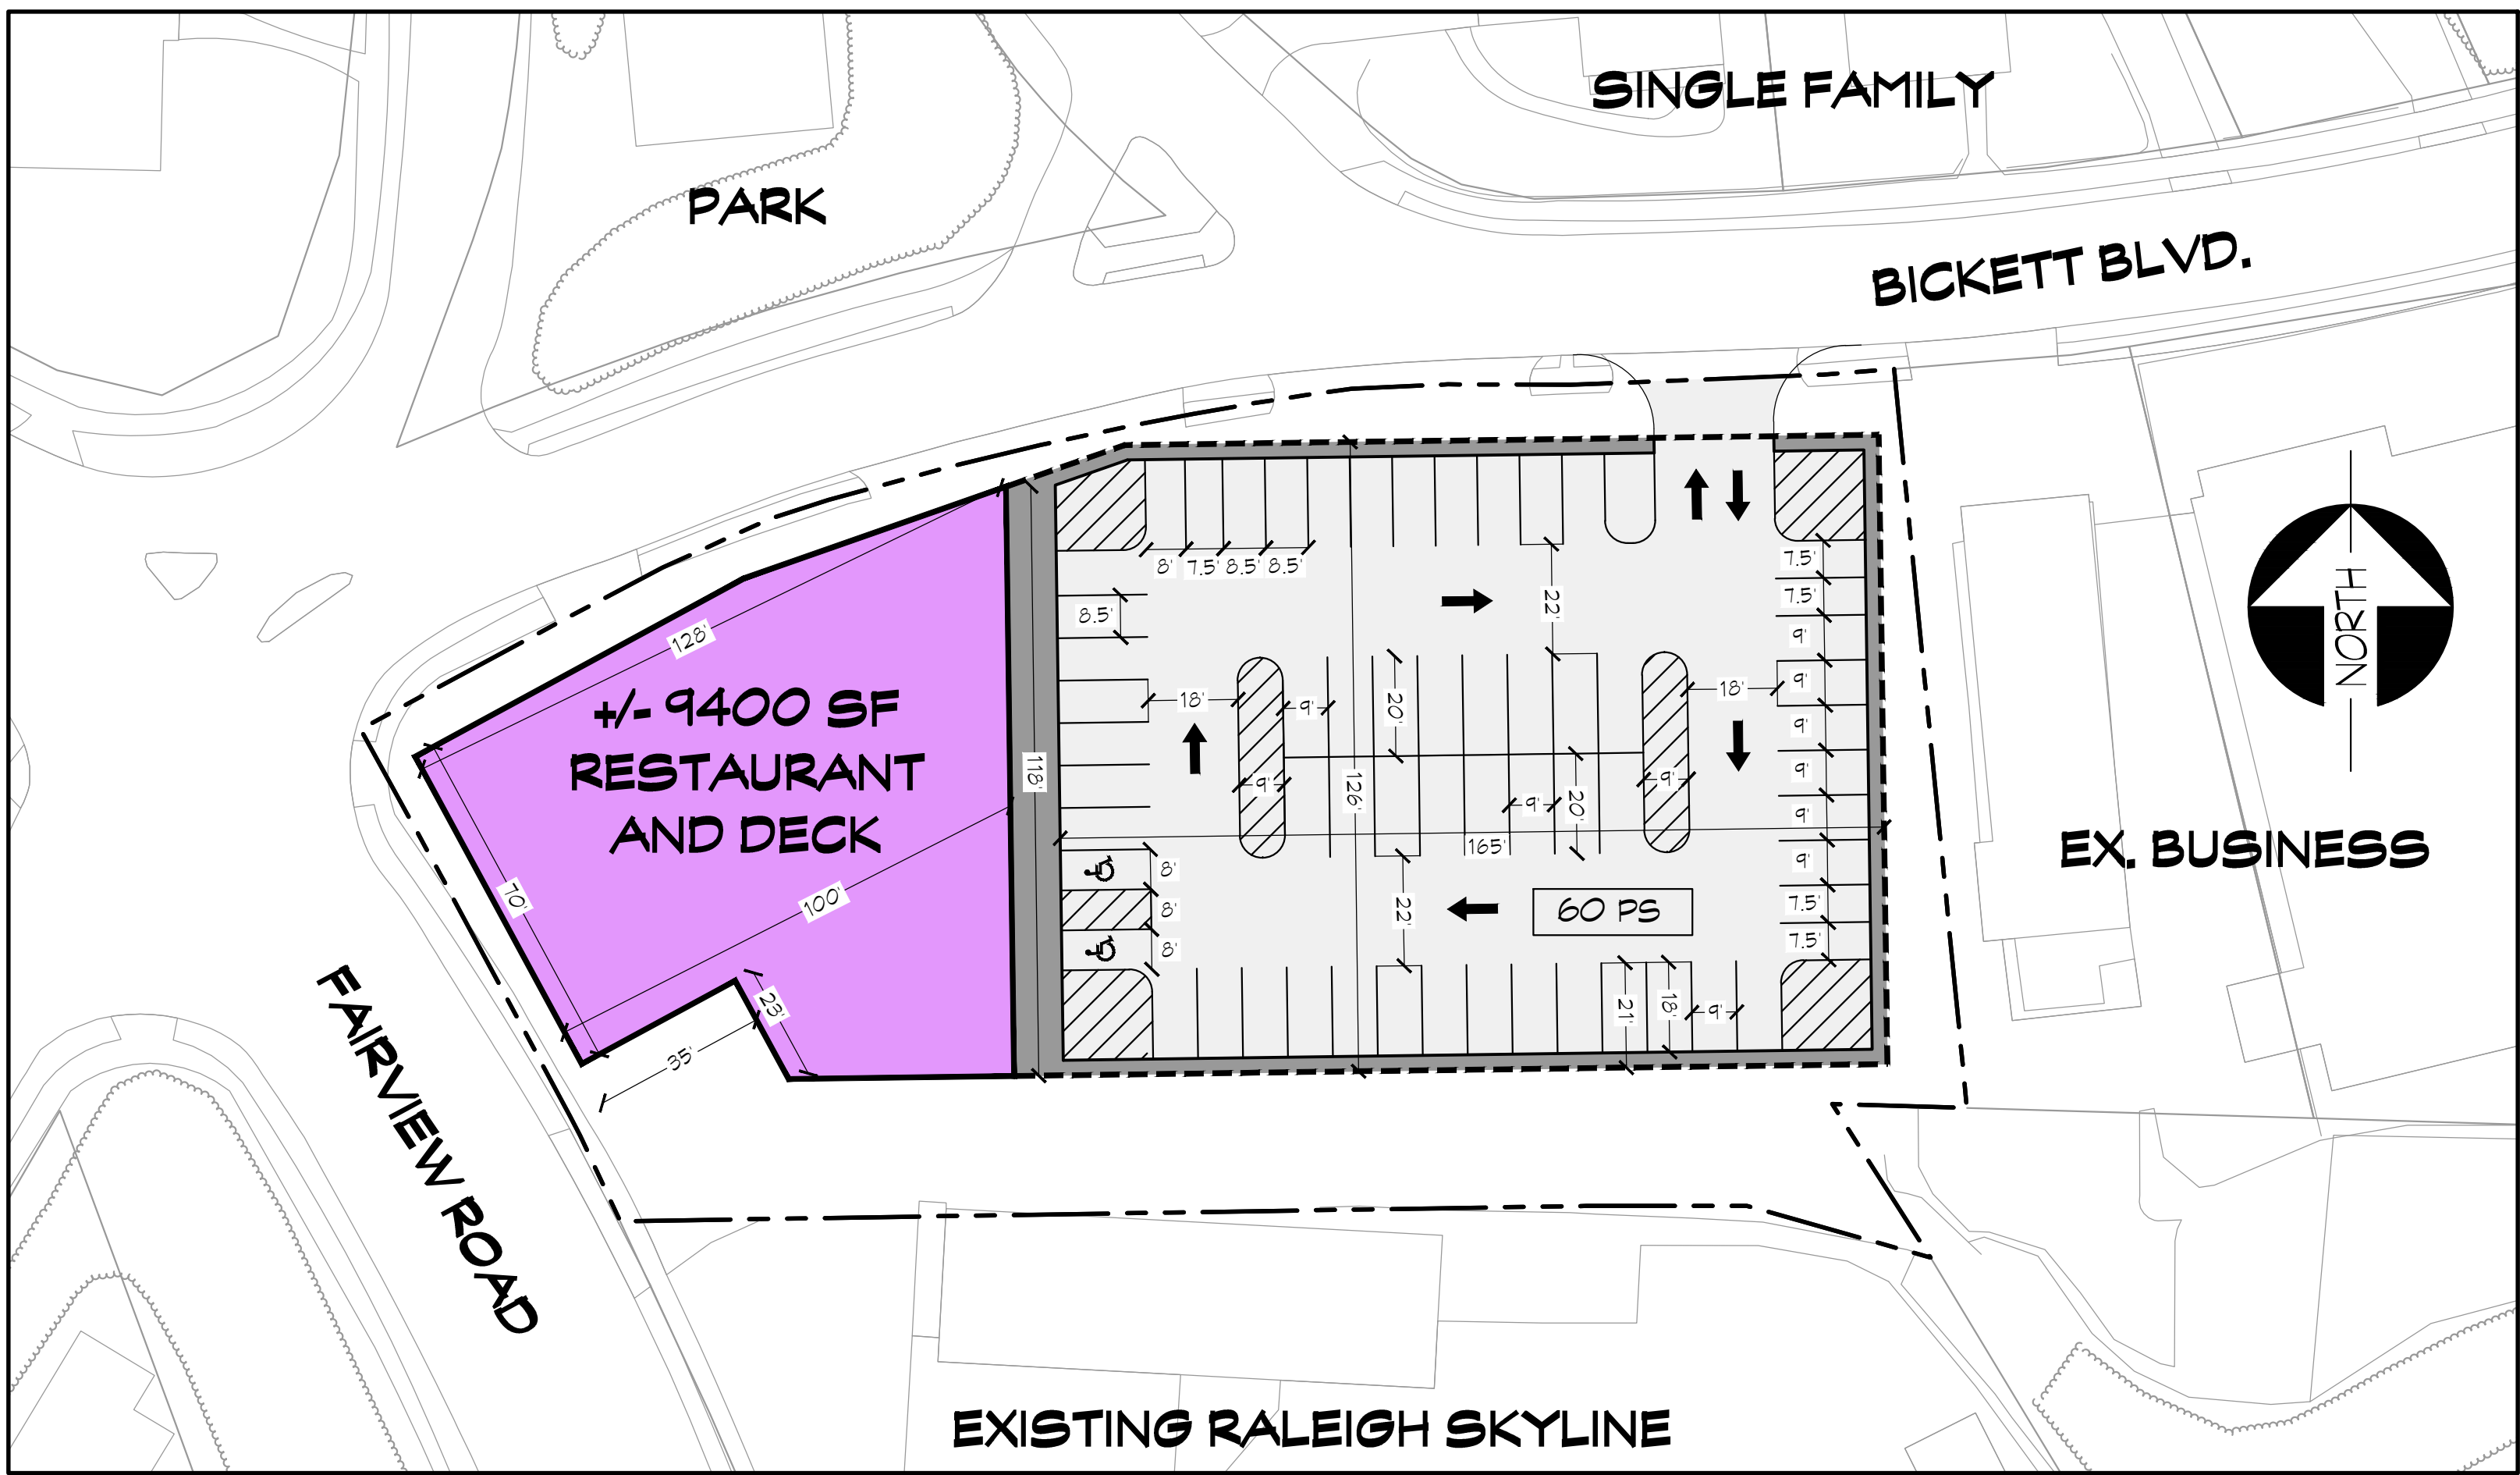 SINGLE FAMILY
PARK
BICKETT BLVD.
8' 7.5' 8.5' 8.5'
7.5'
22'
7.5'
8.5'
128'
9'
NORTH
9'
18'
18'
+/- 9400 SF
9'
20'
9'
RESTAURANT
118'
9'
126'
9'
9'
20'
9'
AND DECK
9'
165'
EX. BUSINESS
9'
8'
70'
100'
8'
22'
60 PS
7.5'
8'
7.5'
23'
21'
18'
9'
35'
FAIRVIEW ROAD
EXISTING RALEIGH SKYLINE